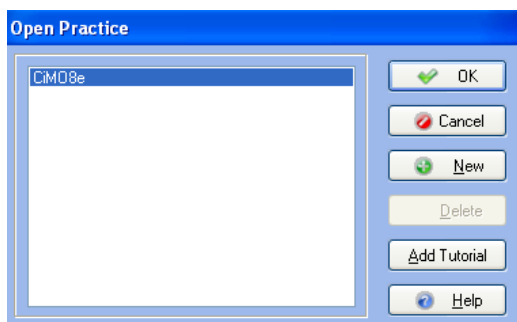 Open Practice
CiMO8e
OK
Cancel
New
Delete
Add Tutorial
Help